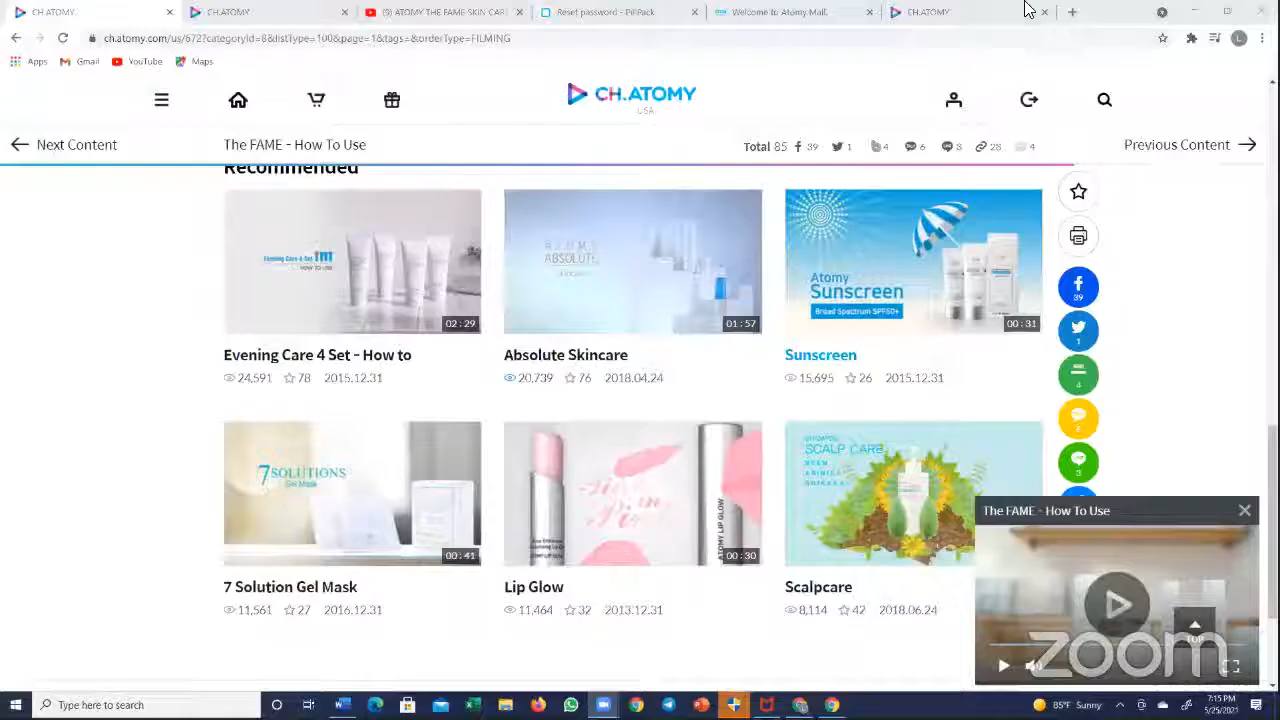 CH.ATOMY
CH.ATOMY
(9) ATOMY THE FAME SKIN CAR
Reset password - PillPack
Welcome to Atomy Mall.
CH.ATOMY
ch.atomy.com/us/672?categoryId=8&listType=100&page=1&tags=&orderType=FILMING
L
Apps
Gmail
YouTube
Maps
CH.ATOMY
USA
Next Content
The FAME - How To Use
Total 85
39
1
4
6
3
28
4
Previous Content
Recommended
Evening Care 4 Set
HOW TO USE
02:29
ABSOLUTE
01:57
Atomy
Sunscreen
Broad Spectrum SPF50+
00:31
39
1
4
6
3
Evening Care 4 Set - How to
24,591 78 2015.12.31
Absolute Skincare
20,739 76 2018.04.24
Sunscreen
15,695 26 2015.12.31
7SOLUTIONS
Gel Mask
00:41
ATOMY LIP GLOW
00:30
SCALP CARE
The FAME - How To Use
TOP
zoom
7 Solution Gel Mask
11,561 27 2016.12.31
Lip Glow
11,464 32 2013.12.31
Scalpcare
8,114 42 2018.06.24
Type here to search
85°F Sunny
7:15 PM
5/25/2021